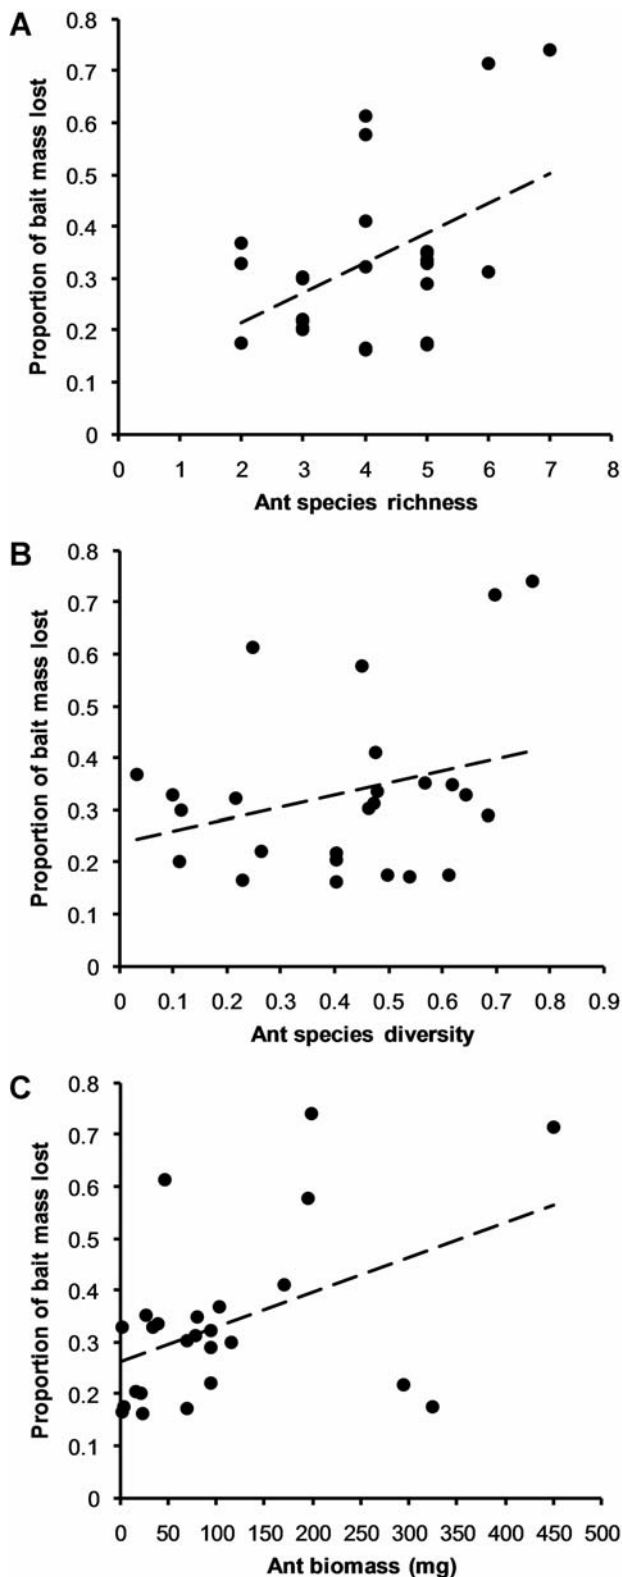 A
Proportion of bait mass lost
0.8
0.7
0.6
0.5
0.4
0.3
0.2
0.1
0
0 1 2 3 4 5 6 7 8
Ant species richness
B
Proportion of bait mass lost
0.8
0.7
0.6
0.5
0.4
0.3
0.2
0.1
0
0 0.1 0.2 0.3 0.4 0.5 0.6 0.7 0.8 0.9
Ant species diversity
C
Proportion of bait mass lost
0.8
0.7
0.6
0.5
0.4
0.3
0.2
0.1
0
0 50 100 150 200 250 300 350 400 450 500
Ant biomass (mg)